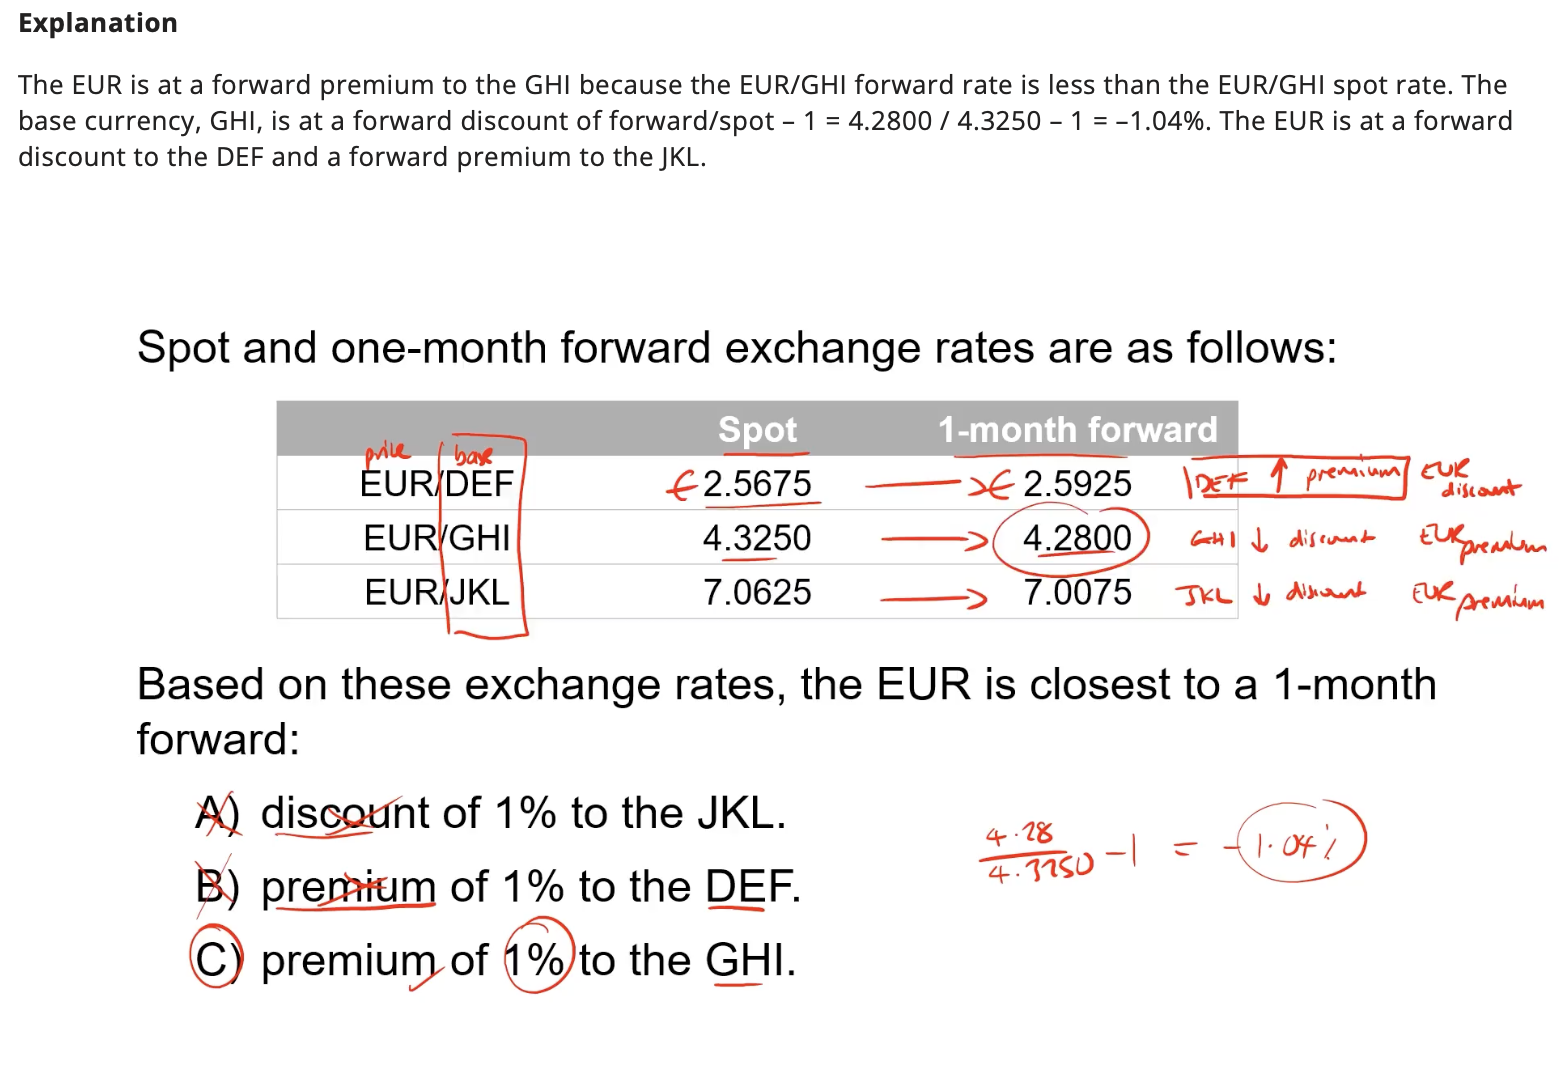 Explanation
The EUR is at a forward premium to the GHI because the EUR/GHI forward rate is less than the EUR/GHI spot rate. The
base currency, GHI, is at a forward discount of forward/spot – 1 = 4.2800 / 4.3250 – 1 = –1.04%. The EUR is at a forward
discount to the DEF and a forward premium to the JKL.
Spot and one-month forward exchange rates are as follows:
Spot 1-month forward
price base
EUR/DEF € 2.5675 € 2.5925 DEF ↑ premium EUR discount
EUR/GHI 4.3250 4.2800 GHI ↓ discount EUR premium
EUR/JKL 7.0625 7.0075 JKL ↓ discount EUR premium
Based on these exchange rates, the EUR is closest to a 1-month
forward:
A) discount of 1% to the JKL.
B) premium of 1% to the DEF.
C) premium of 1% to the GHI.
4.28
4.3250 -1 = -1.04%